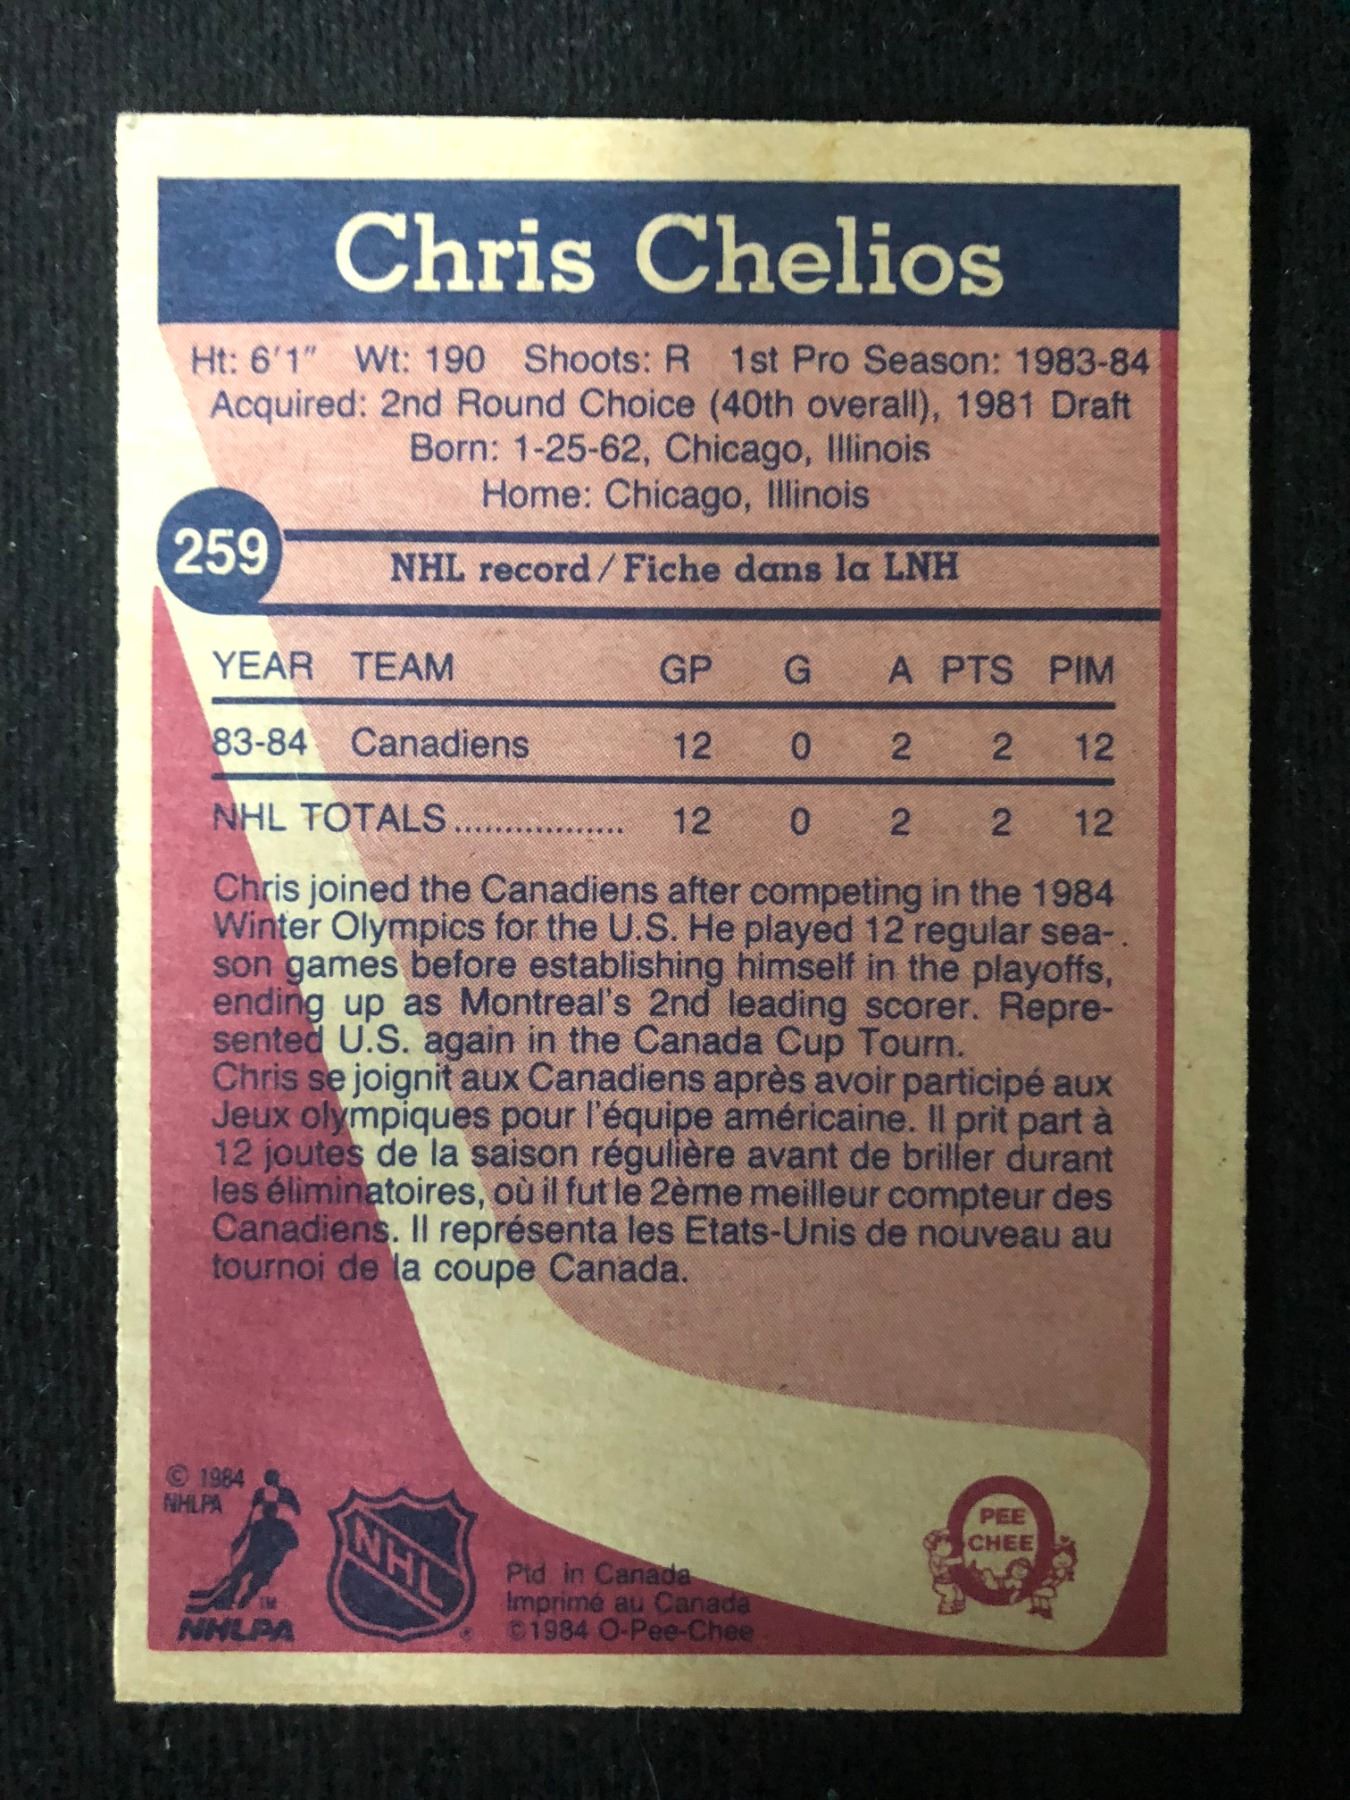 Chris Chelios
Ht: 6'1" Wt: 190 Shoots: R 1st Pro Season: 1983-84
Acquired: 2nd Round Choice (40th overall), 1981 Draft
Born: 1-25-62, Chicago, Illinois
Home: Chicago, Illinois
259
NHL record/Fiche dans la LNH
YEAR TEAM GP G A PTS PIM
83-84 Canadiens 12 0 2 2 12
NHL TOTALS................. 12 0 2 2 12
Chris joined the Canadiens after competing in the 1984
Winter Olympics for the U.S. He played 12 regular sea-
son games before establishing himself in the playoffs,
ending up as Montreal's 2nd leading scorer. Repre-
sented U.S. again in the Canada Cup Tourn.
Chris se joignit aux Canadiens après avoir participé aux
Jeux olympiques pour l'équipe américaine. Il prit part à
12 joutes de la saison régulière avant de briller durant
les éliminatoires, où il fut le 2ème meilleur compteur des
Canadiens. Il représenta les Etats-Unis de nouveau au
tournoi de la coupe Canada.
© 1984
NHLPA
TM
NHLPA
NHL
Ptd in Canada
Imprimé au Canada
©1984 O-Pee-Chee
O
PEE
CHEE